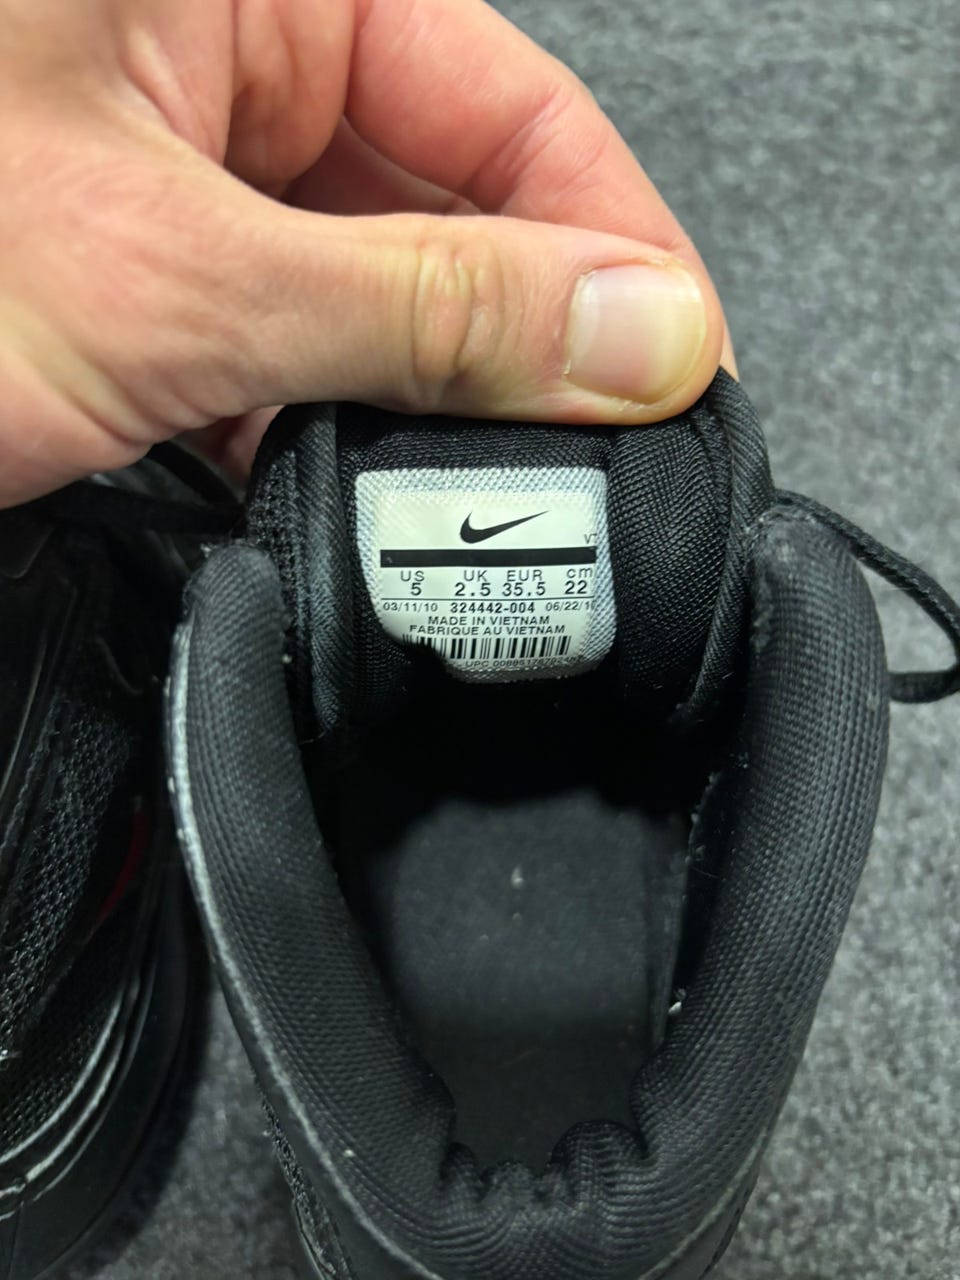 US UK EUR cm
5 2.5 35.5 22
03/11/10 324442-004 06/22/1
MADE IN VIETNAM
FABRIQUE AU VIETNAM
UPC